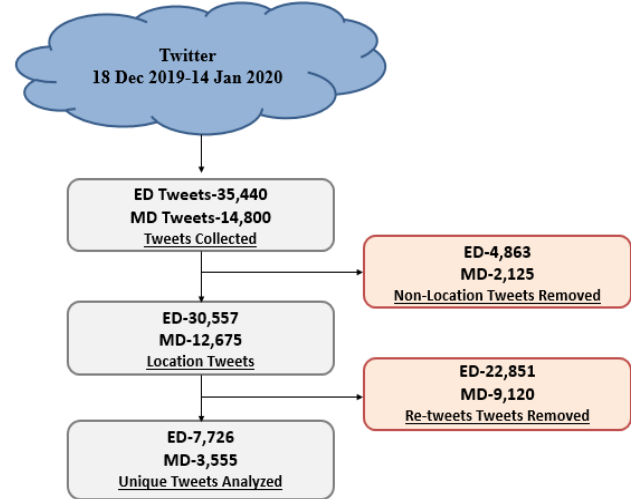 Twitter
18 Dec 2019-14 Jan 2020
ED Tweets-35,440
MD Tweets-14,800
Tweets Collected
ED-4,863
MD-2,125
Non-Location Tweets Removed
ED-30,557
MD-12,675
Location Tweets
ED-22,851
MD-9,120
Re-tweets Tweets Removed
ED-7,726
MD-3,555
Unique Tweets Analyzed